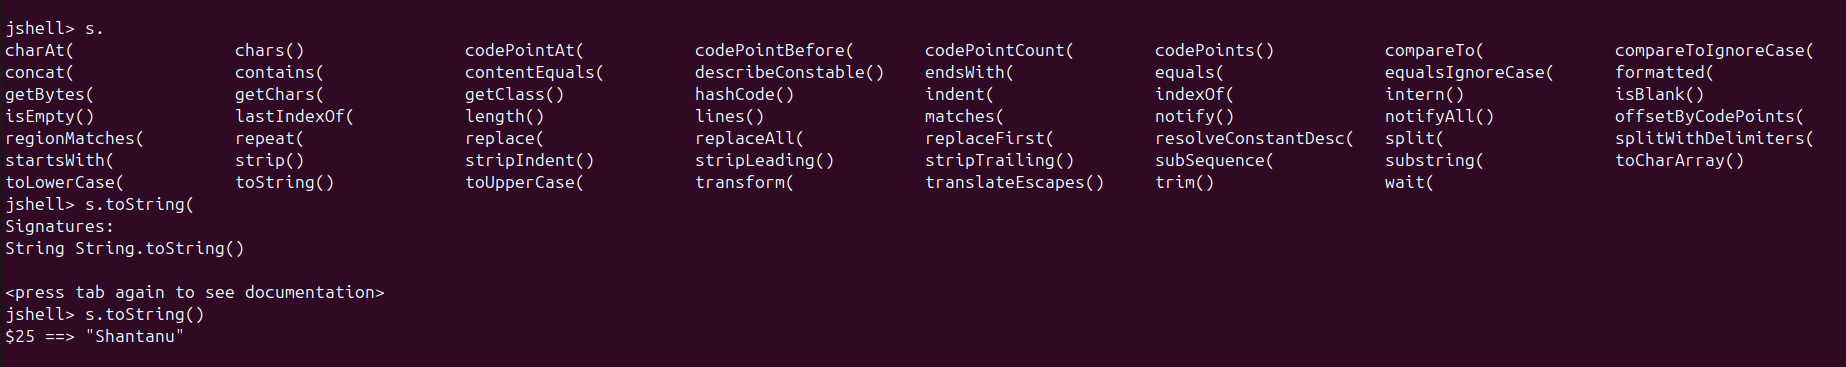 jshell> s.
charAt( chars() codePointAt( codePointBefore( codePointCount( codePoints() compareTo( compareToIgnoreCase(
concat( contains( contentEquals( describeConstable() endsWith( equals( equalsIgnoreCase( formatted(
getBytes( getChars( getClass() hashCode() indent( indexOf( intern() isBlank()
isEmpty() lastIndexOf( length() lines() matches( notify() notifyAll() offsetByCodePoints(
regionMatches( repeat( replace( replaceAll( replaceFirst( resolveConstantDesc( split( splitWithDelimiters(
startsWith( strip() stripIndent() stripLeading() stripTrailing() subSequence( substring( toCharArray()
toLowerCase( toString() toUpperCase( transform( translateEscapes() trim() wait(
jshell> s.toString(
Signatures:
String String.toString()
<press tab again to see documentation>
jshell> s.toString()
$25 ==> "Shantanu"